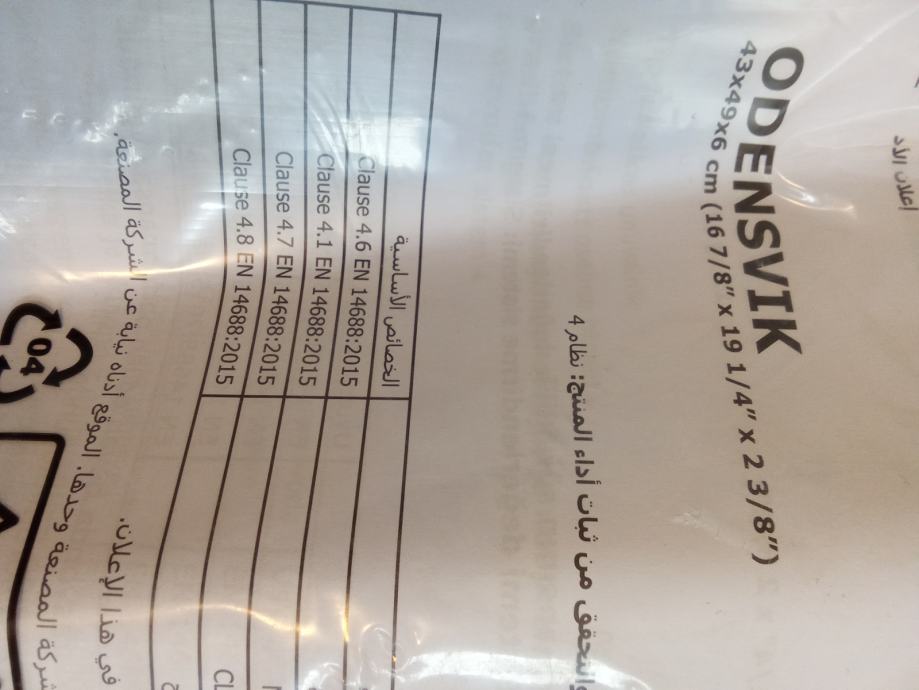 إعلان الأد
ODENSVIK
43x49x6 cm (16 7/8" x 19 1/4" x 2 3/8")
والتحقق من ثبات أداء المنتج: نظام 4
الخصائص الأساسية
Clause 4.6 EN 14688:2015
Clause 4.1 EN 14688:2015
Clause 4.7 EN 14688:2015
Clause 4.8 EN 14688:2015
CL
في هذا الإعلان.
شركة المصنعة وحدها. الموقع أدناه نيابة عن الشركة المصنعة.
04